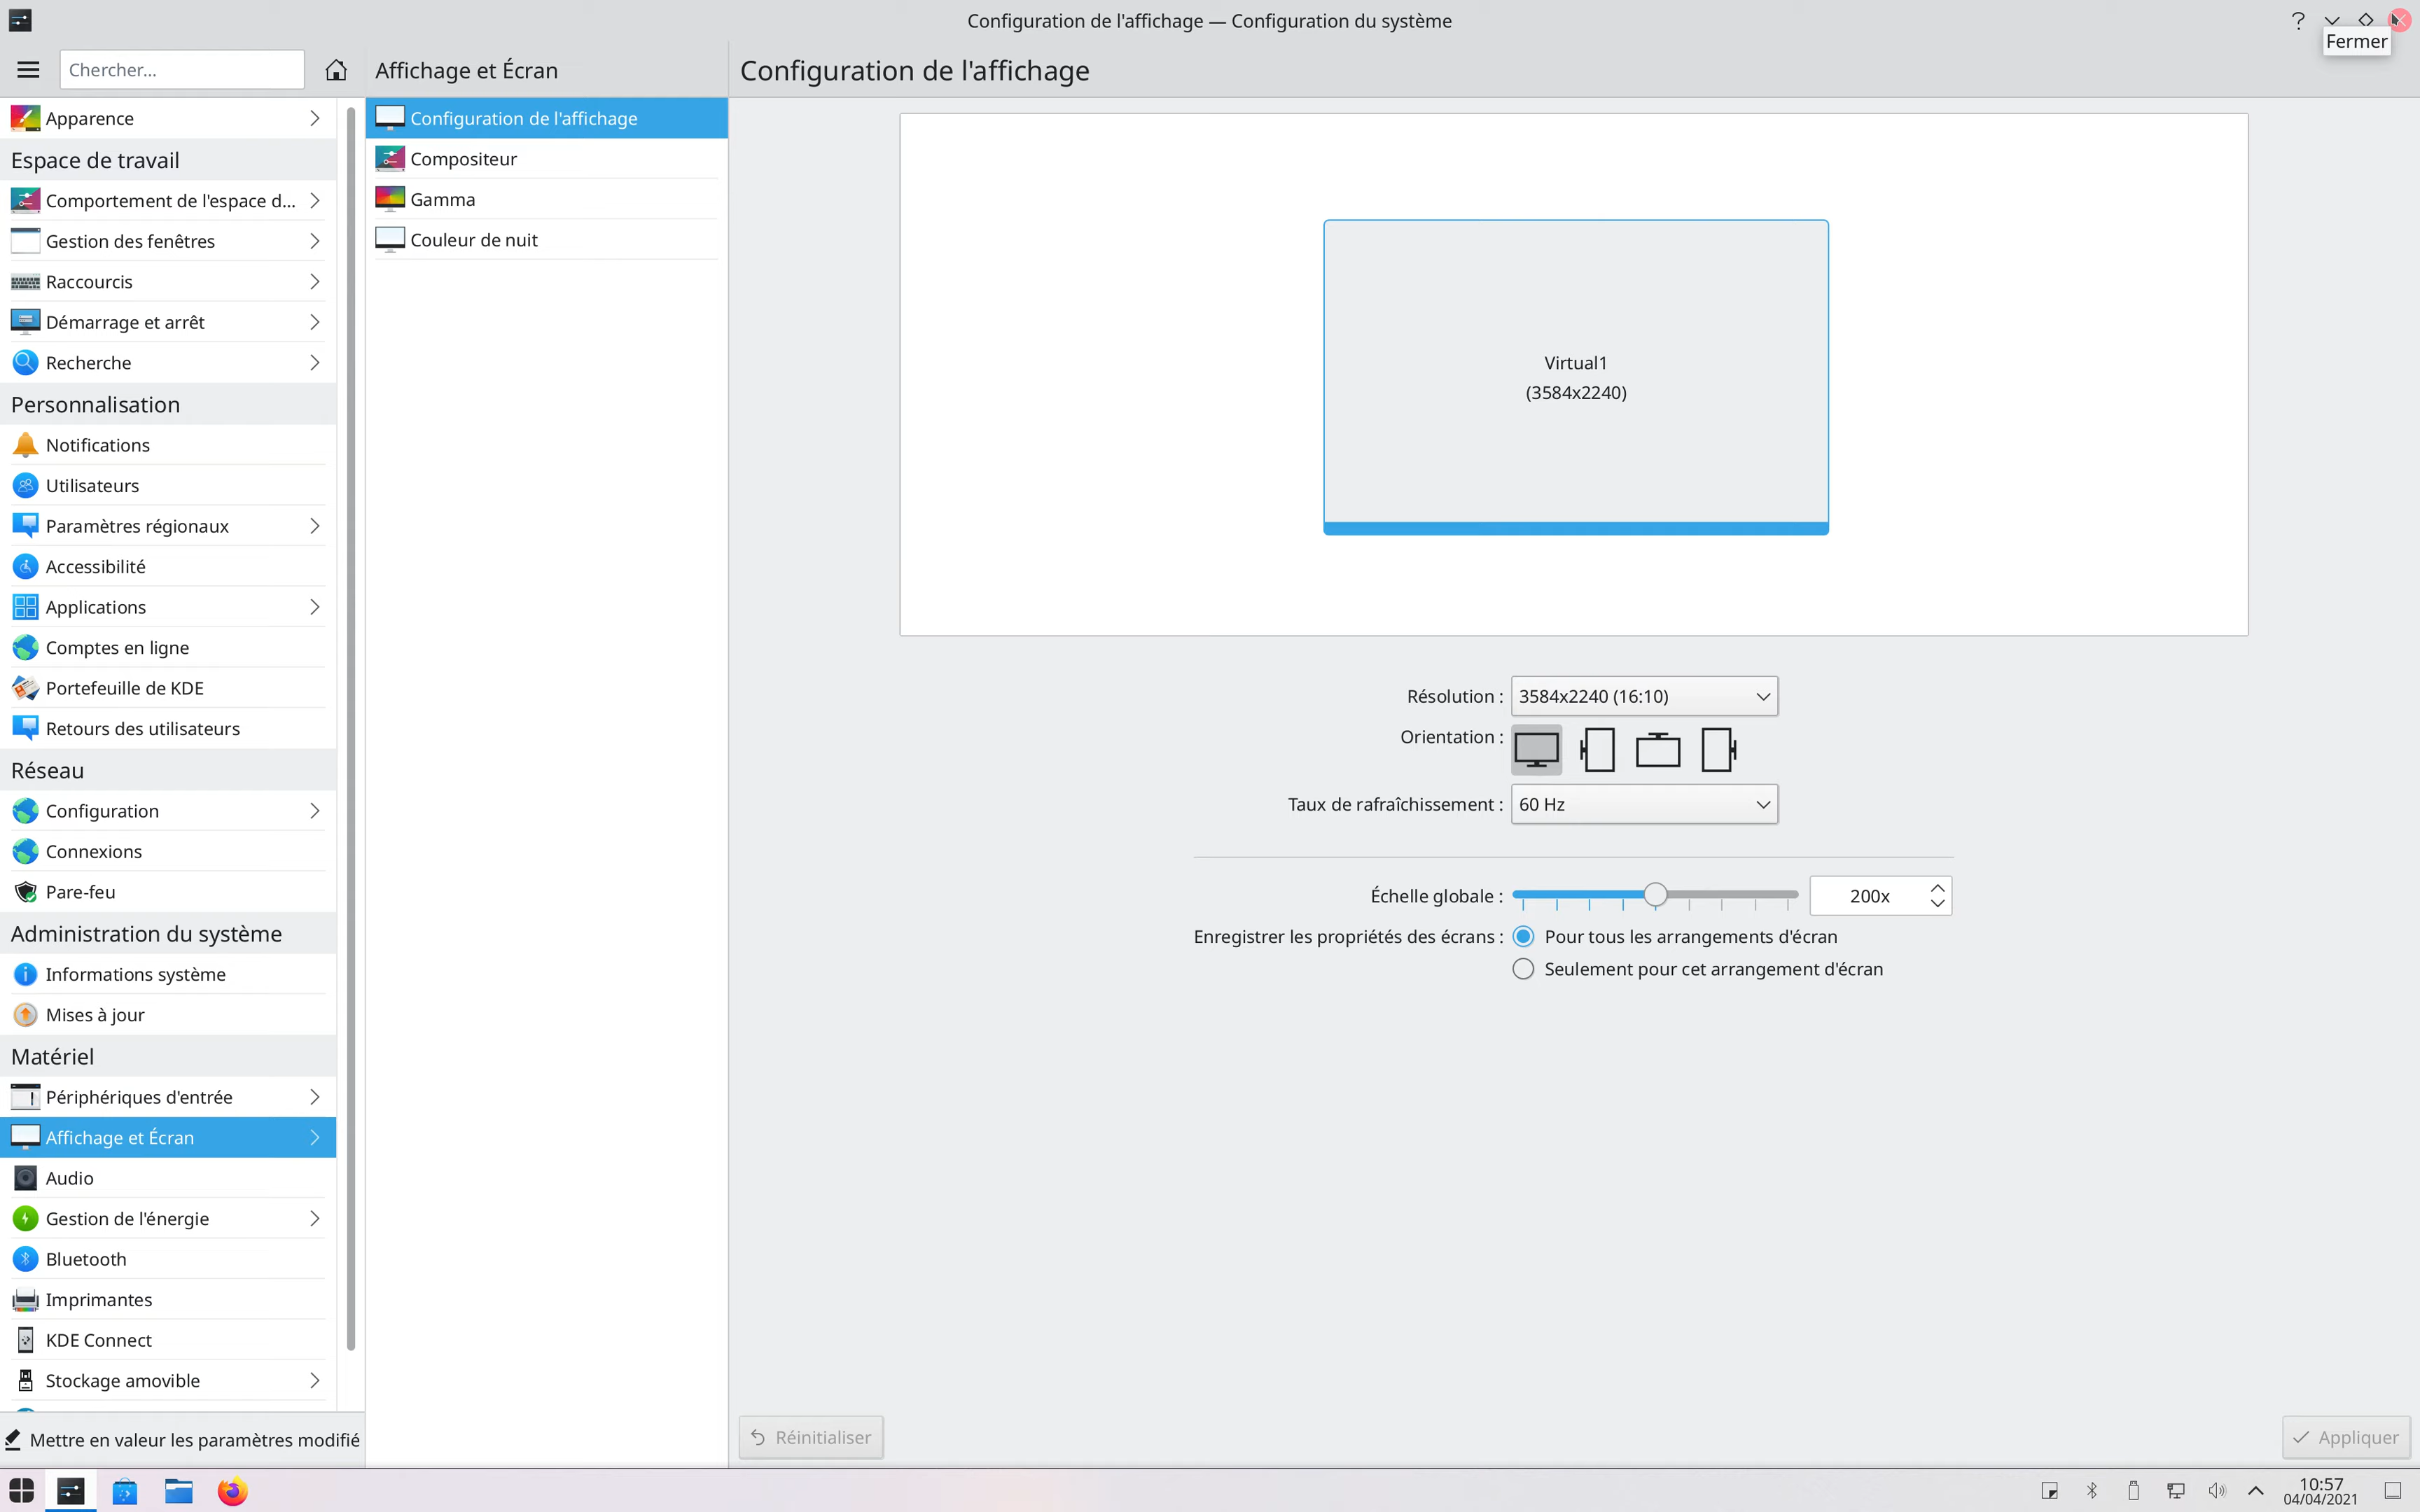 Configuration de l'affichage — Configuration du système
Fermer
Chercher...
Affichage et Écran
Configuration de l'affichage
Apparence
Espace de travail
Comportement de l'espace d...
Gestion des fenêtres
Raccourcis
Démarrage et arrêt
Recherche
Personnalisation
Notifications
Utilisateurs
Paramètres régionaux
Accessibilité
Applications
Comptes en ligne
Portefeuille de KDE
Retours des utilisateurs
Réseau
Configuration
Connexions
Pare-feu
Administration du système
Informations système
Mises à jour
Matériel
Périphériques d'entrée
Affichage et Écran
Audio
Gestion de l'énergie
Bluetooth
Imprimantes
KDE Connect
Stockage amovible
Mettre en valeur les paramètres modifié
Configuration de l'affichage
Compositeur
Gamma
Couleur de nuit
Virtual1
(3584x2240)
Résolution : 3584x2240 (16:10)
Orientation :
Taux de rafraîchissement : 60 Hz
Échelle globale : 200x
Enregistrer les propriétés des écrans : Pour tous les arrangements d'écran
Seulement pour cet arrangement d'écran
Réinitialiser
Appliquer
10:57
04/04/2021